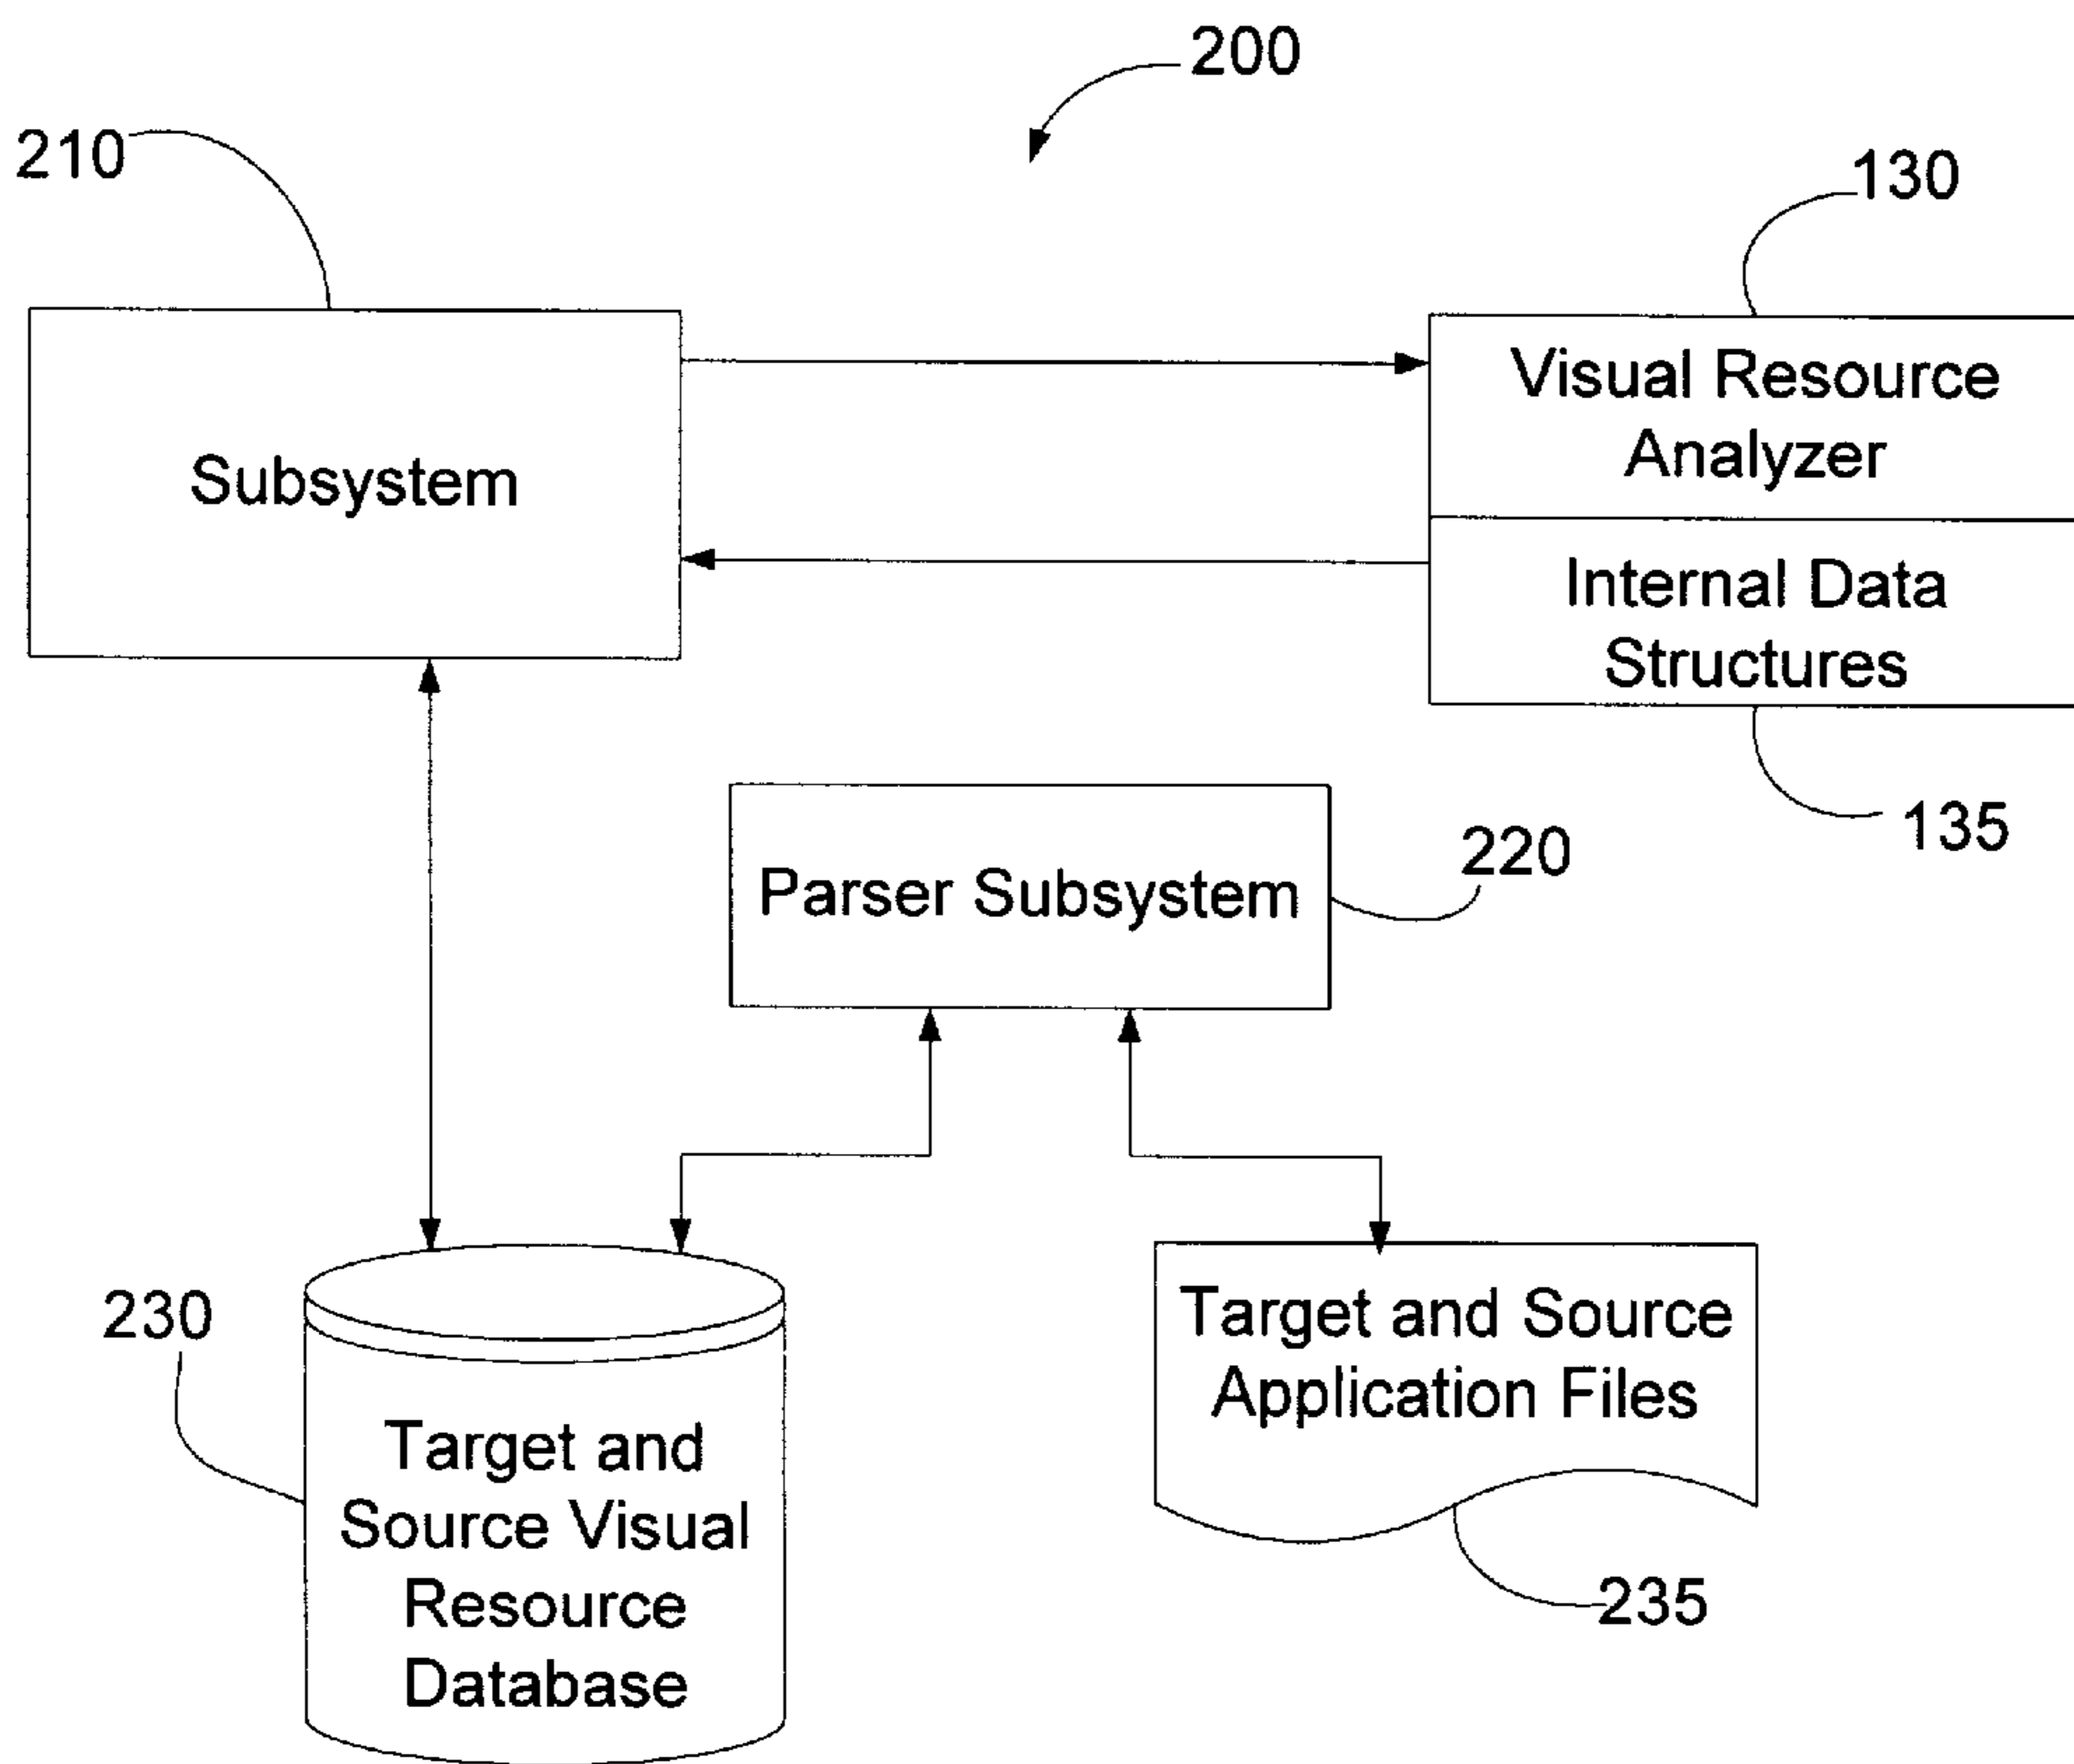 200
210
130
Visual Resource
Analyzer
Subsystem
Internal Data
Structures
135
Parser Subsystem
220
230
Target and Source
Application Files
Target and
Source Visual
Resource
Database
235